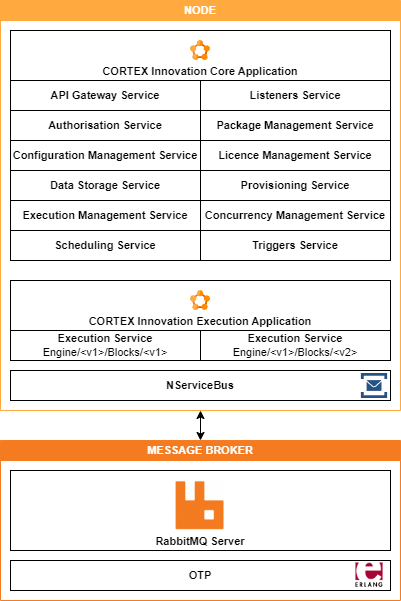 NODE
CORTEX Innovation Core Application
API Gateway Service
Listeners Service
Authorisation Service
Package Management Service
Configuration Management Service
Licence Management Service
Data Storage Service
Provisioning Service
Execution Management Service
Concurrency Management Service
Scheduling Service
Triggers Service
CORTEX Innovation Execution Application
Execution Service
Engine/<v1>/Blocks/<v1>
Execution Service
Engine/<v1>/Blocks/<v2>
NServiceBus
MESSAGE BROKER
RabbitMQ Server
OTP
e
ERLANG